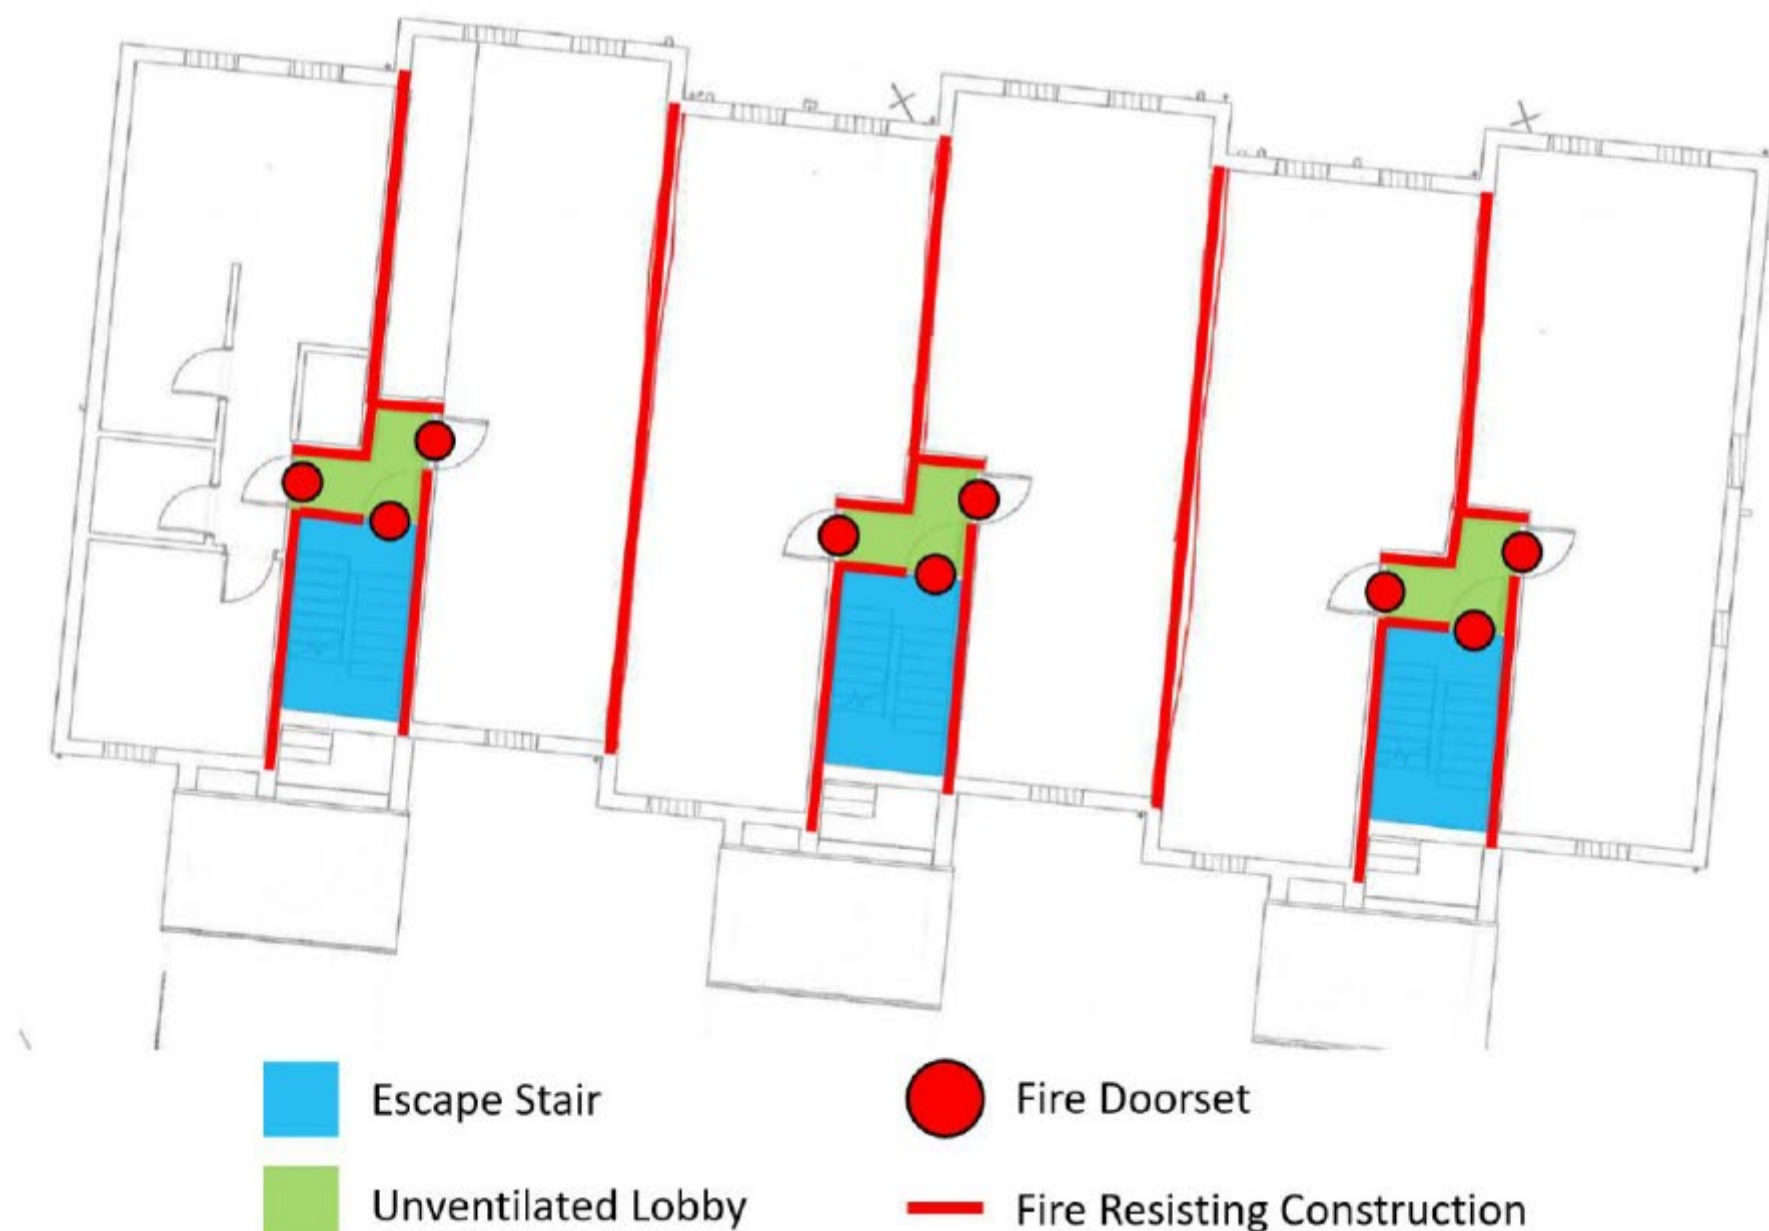 Escape Stair
Fire Doorset
Unventilated Lobby
Fire Resisting Construction